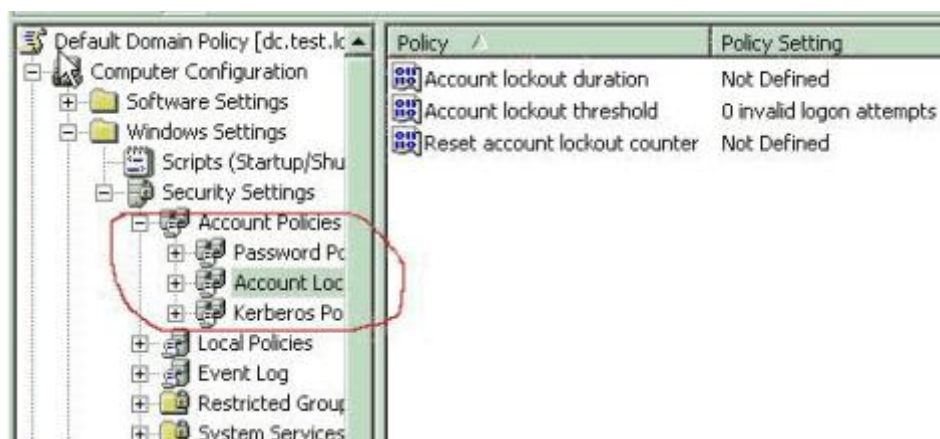 Default Domain Policy [dc.test.lc
Computer Configuration
Software Settings
Windows Settings
Scripts (Startup/Shu
Security Settings
Account Policies
Password Po
Account Loc
Kerberos Po
Local Policies
Event Log
Restricted Group
System Services
Policy Policy Setting
Account lockout duration Not Defined
Account lockout threshold 0 invalid logon attempts
Reset account lockout counter Not Defined